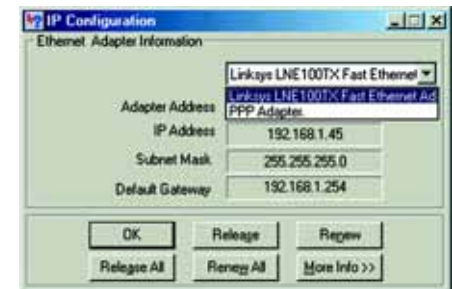 IP Configuration
Ethernet Adapter Information
Linksys LNE100TX Fast Ethernet
Linksys LNE100TX Fast Ethernet Ad
PPP Adapter.
Adapter Address
IP Address 192.168.1.45
Subnet Mask 255.255.255.0
Default Gateway 192.168.1.254
OK Release Renew
Release All Renew All More Info >>